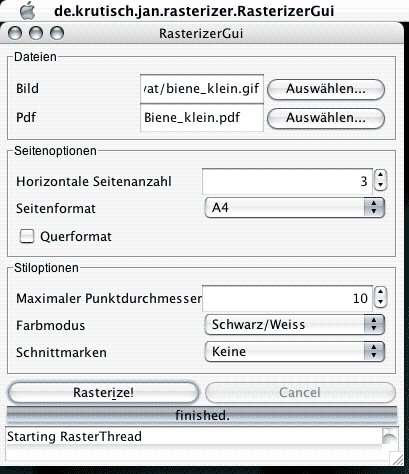 de.krutisch.jan.rasterizer.RasterizerGui
RasterizerGui
Dateien
Bild /at/biene_klein.gif Auswählen...
Pdf Biene_klein.pdf Auswählen...
Seitenoptionen
Horizontale Seitenanzahl 3
Seitenformat A4
Querformat
Stiloptionen
Maximaler Punktdurchmesser 10
Farbmodus Schwarz/Weiss
Schnittmarken Keine
Rasterize! Cancel
finished.
Starting RasterThread